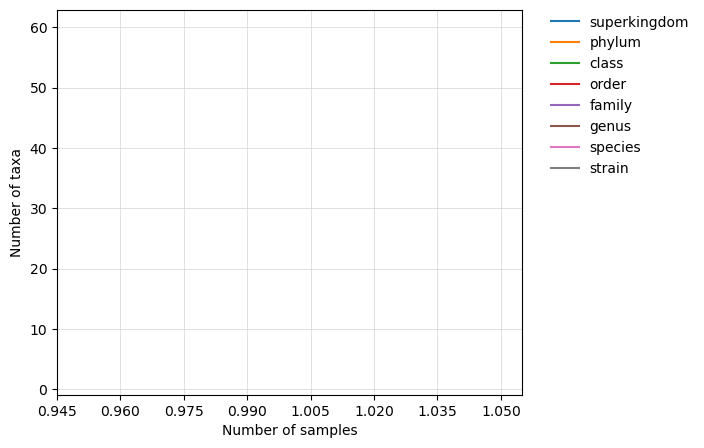 60
50
40
30
20
10
0
Number of taxa
0.945 0.960 0.975 0.990 1.005 1.020 1.035 1.050
Number of samples
superkingdom
phylum
class
order
family
genus
species
strain